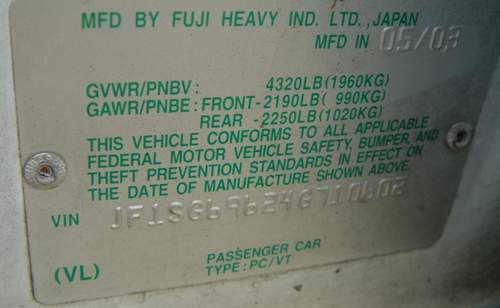 MFD BY FUJI HEAVY IND. LTD., JAPAN
MFD IN 05/03
GVWR/PNBV: 4320LB(1960KG)
GAWR/PNBE: FRONT-2190LB( 990KG)
REAR -2250LB(1020KG)
THIS VEHICLE CONFORMS TO ALL APPLICABLE
FEDERAL MOTOR VEHICLE SAFETY, BUMPER, AND
THEFT PREVENTION STANDARDS IN EFFECT ON
THE DATE OF MANUFACTURE SHOWN ABOVE.
VIN
PASSENGER CAR
(VL) TYPE: PC/VT